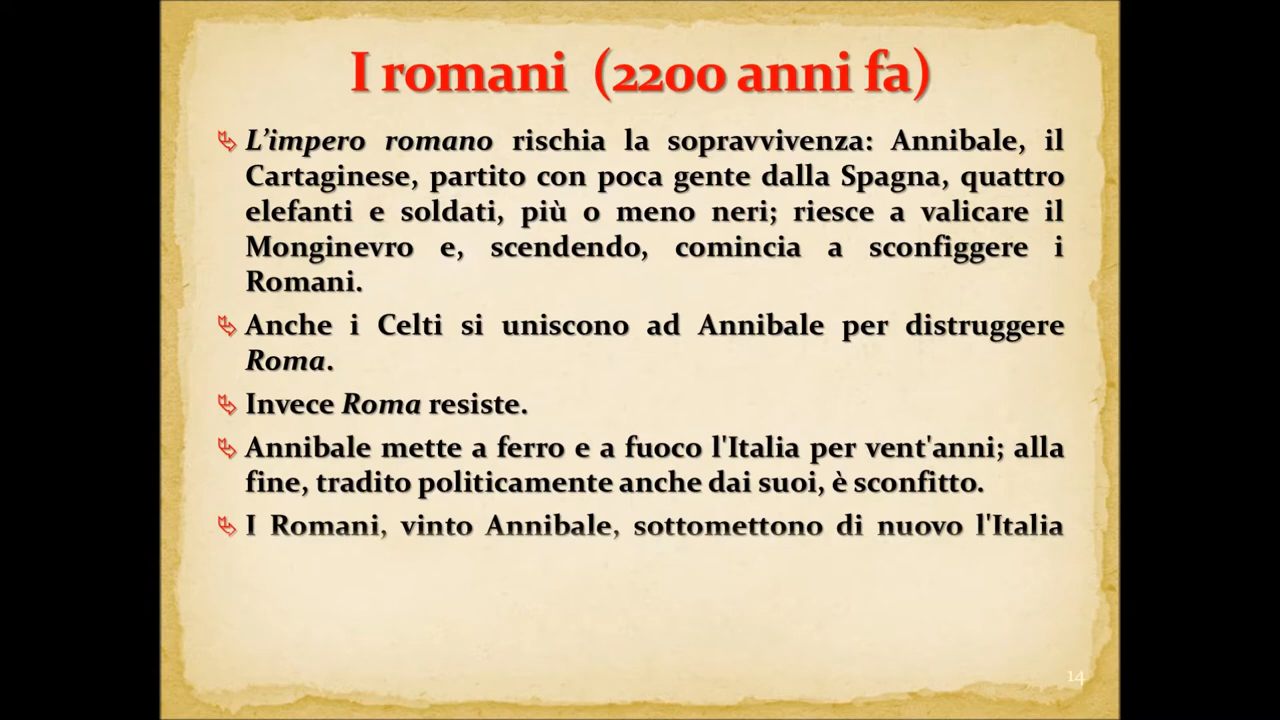 I romani (2200 anni fa)
L'impero romano rischia la sopravvivenza: Annibale, il
Cartaginese, partito con poca gente dalla Spagna, quattro
elefanti e soldati, più o meno neri; riesce a valicare il
Monginevro e, scendendo, comincia a sconfiggere i
Romani.
Anche i Celti si uniscono ad Annibale per distruggere
Roma.
Invece Roma resiste.
Annibale mette a ferro e a fuoco l'Italia per vent'anni; alla
fine, tradito politicamente anche dai suoi, è sconfitto.
I Romani, vinto Annibale, sottomettono di nuovo l'Italia
14